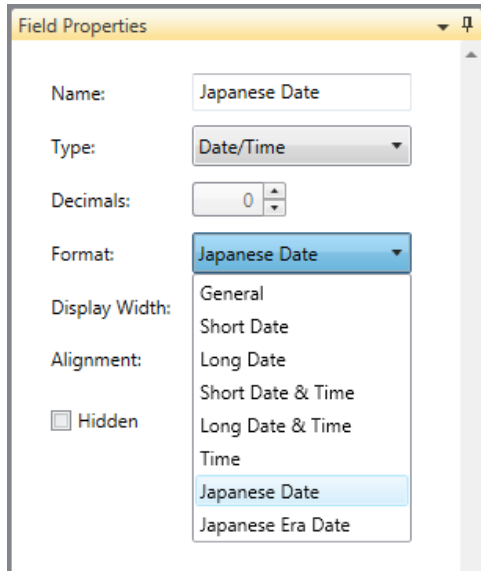 Field Properties
Name: Japanese Date
Type: Date/Time
Decimals: 0
Format: Japanese Date
General
Display Width:
Short Date
Long Date
Alignment:
Short Date & Time
Hidden
Long Date & Time
Time
Japanese Date
Japanese Era Date